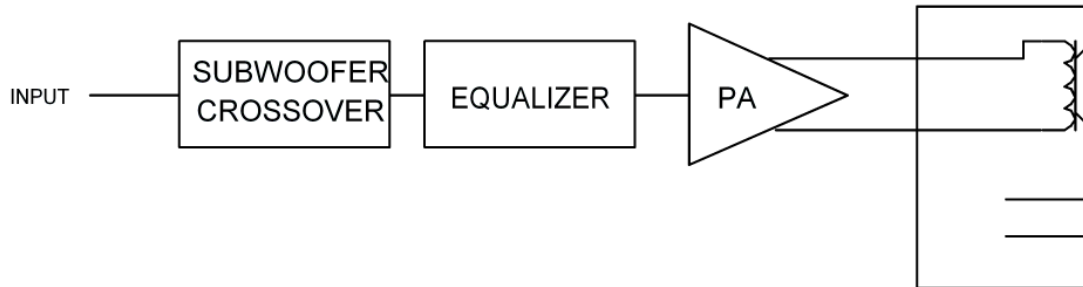 INPUT
SUBWOOFER
CROSSOVER
EQUALIZER
PA